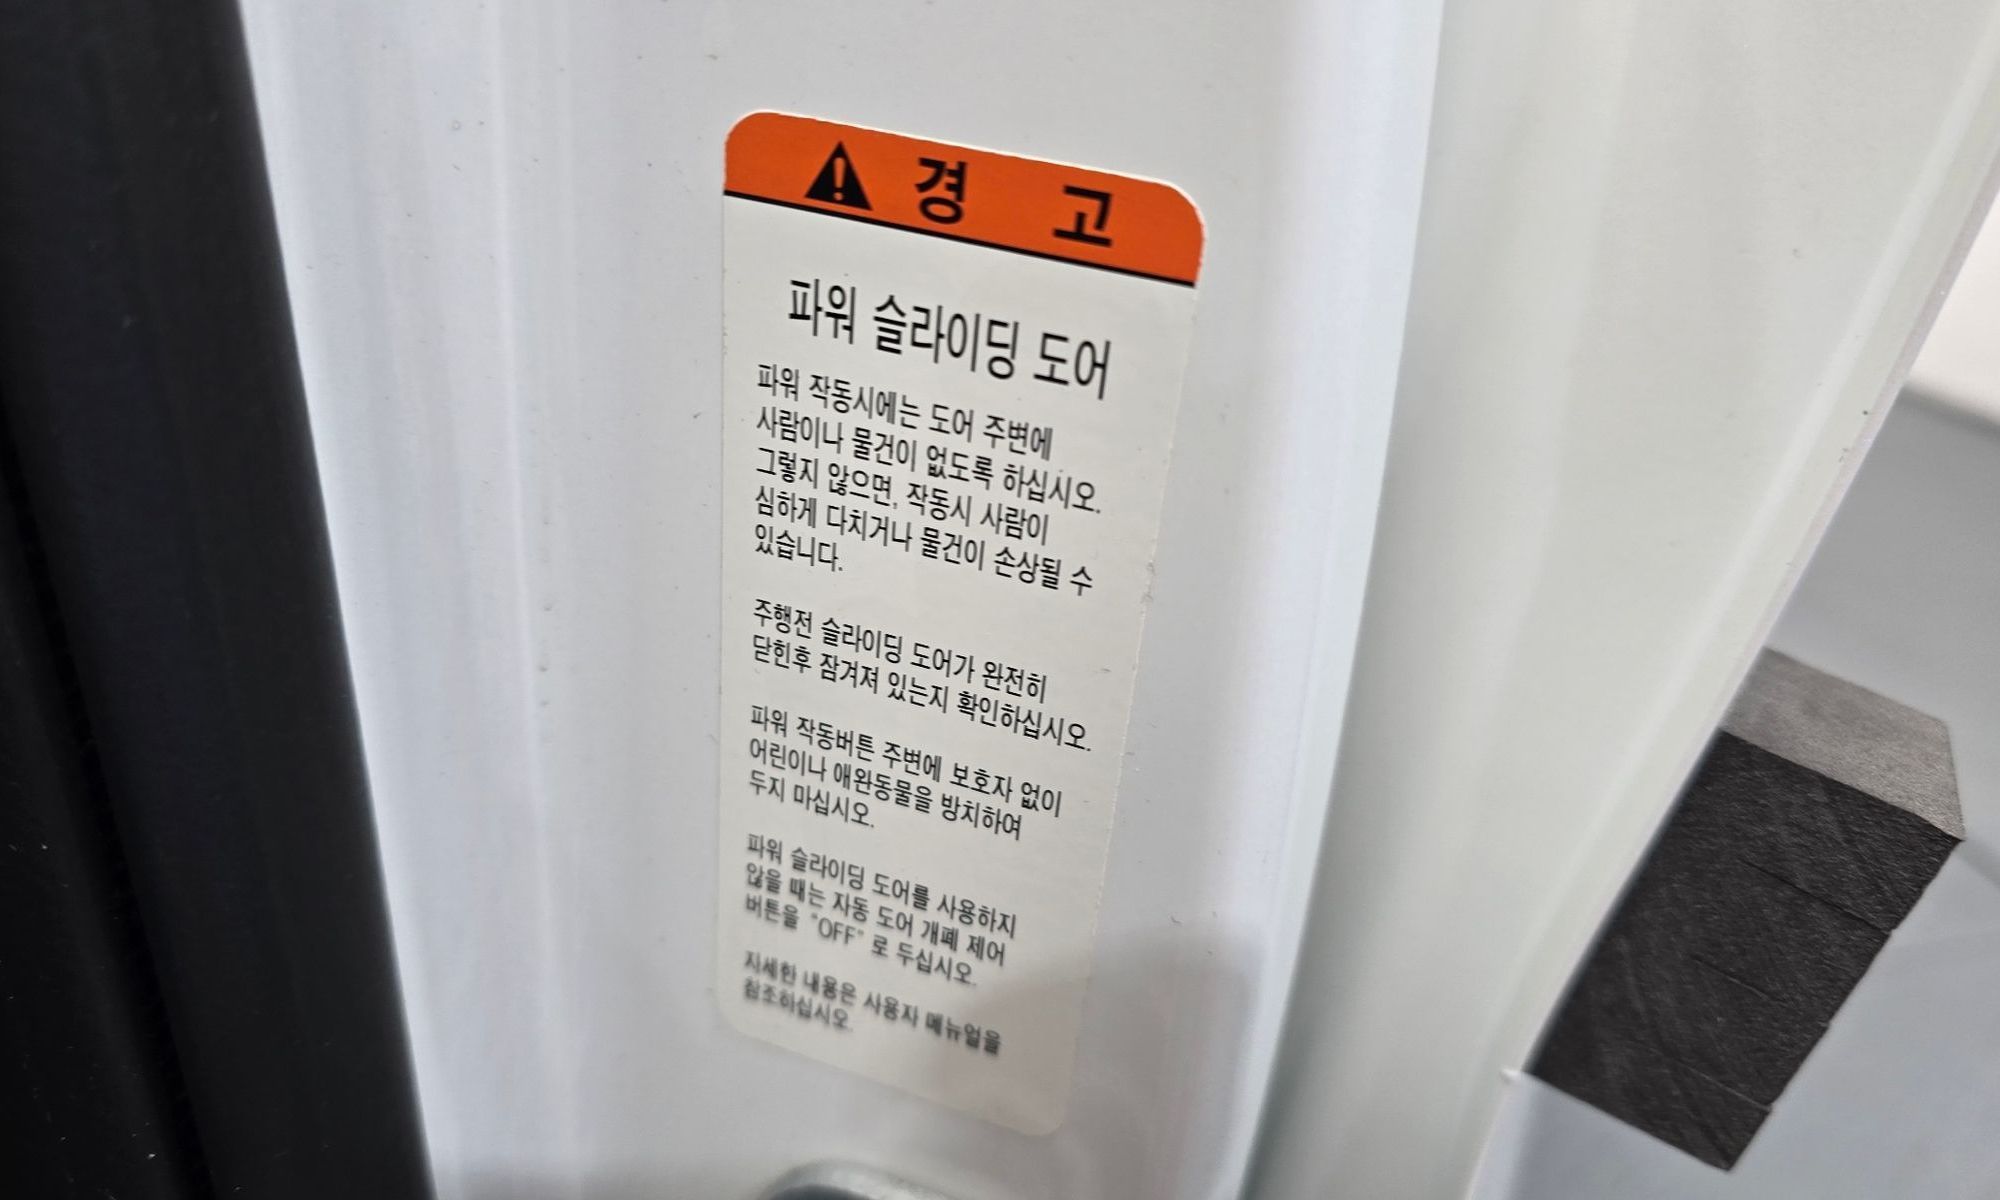 경 고
파워 슬라이딩 도어
파워 작동시에는 도어 주변에
사람이나 물건이 없도록 하십시오.
그렇지 않으면, 작동시 사람이
심하게 다치거나 물건이 손상될 수
있습니다.
주행전 슬라이딩 도어가 완전히
닫힌후 잠겨져 있는지 확인하십시오.
파워 작동버튼 주변에 보호자 없이
어린이나 애완동물을 방치하여
두지 마십시오.
파워 슬라이딩 도어를 사용하지
않을 때는 자동 도어 개폐 제어
버튼을 "OFF" 로 두십시오.
자세한 내용은 사용자 메뉴얼을
참조하십시오.